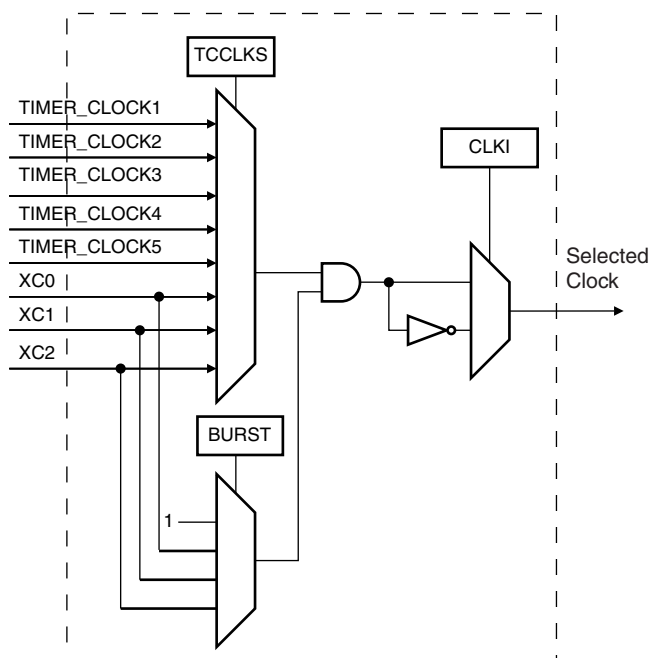 TCCLKS
TIMER_CLOCK1
TIMER_CLOCK2
TIMER_CLOCK3
TIMER_CLOCK4
TIMER_CLOCK5
XC0
XC1
XC2
CLKI
Selected
Clock
BURST
1